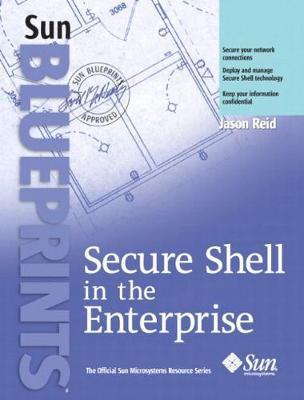 Sun
BLUEPRINTS
SUN BLUEPRINTS
APPROVED
Secure your network
connections
Deploy and manage
Secure Shell technology
Keep your information
confidential
Jason Reid
Secure Shell
in the
Enterprise
The Official Sun Microsystems Resource Series
Sun
microsystems